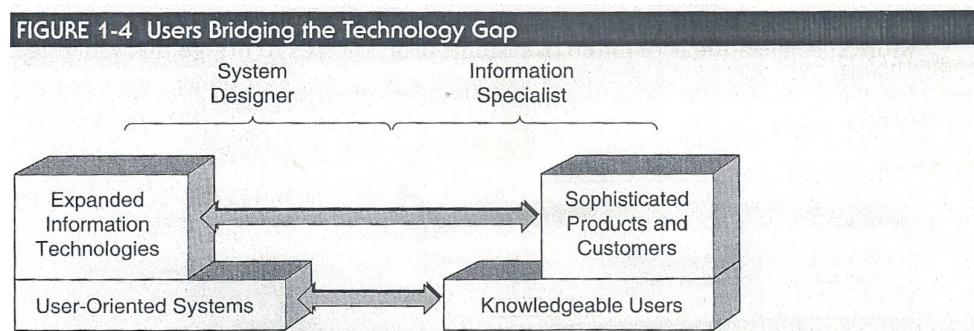 FIGURE 1-4 Users Bridging the Technology Gap
System
Designer
Information
Specialist
Expanded
Information
Technologies
Sophisticated
Products and
Customers
User-Oriented Systems
Knowledgeable Users